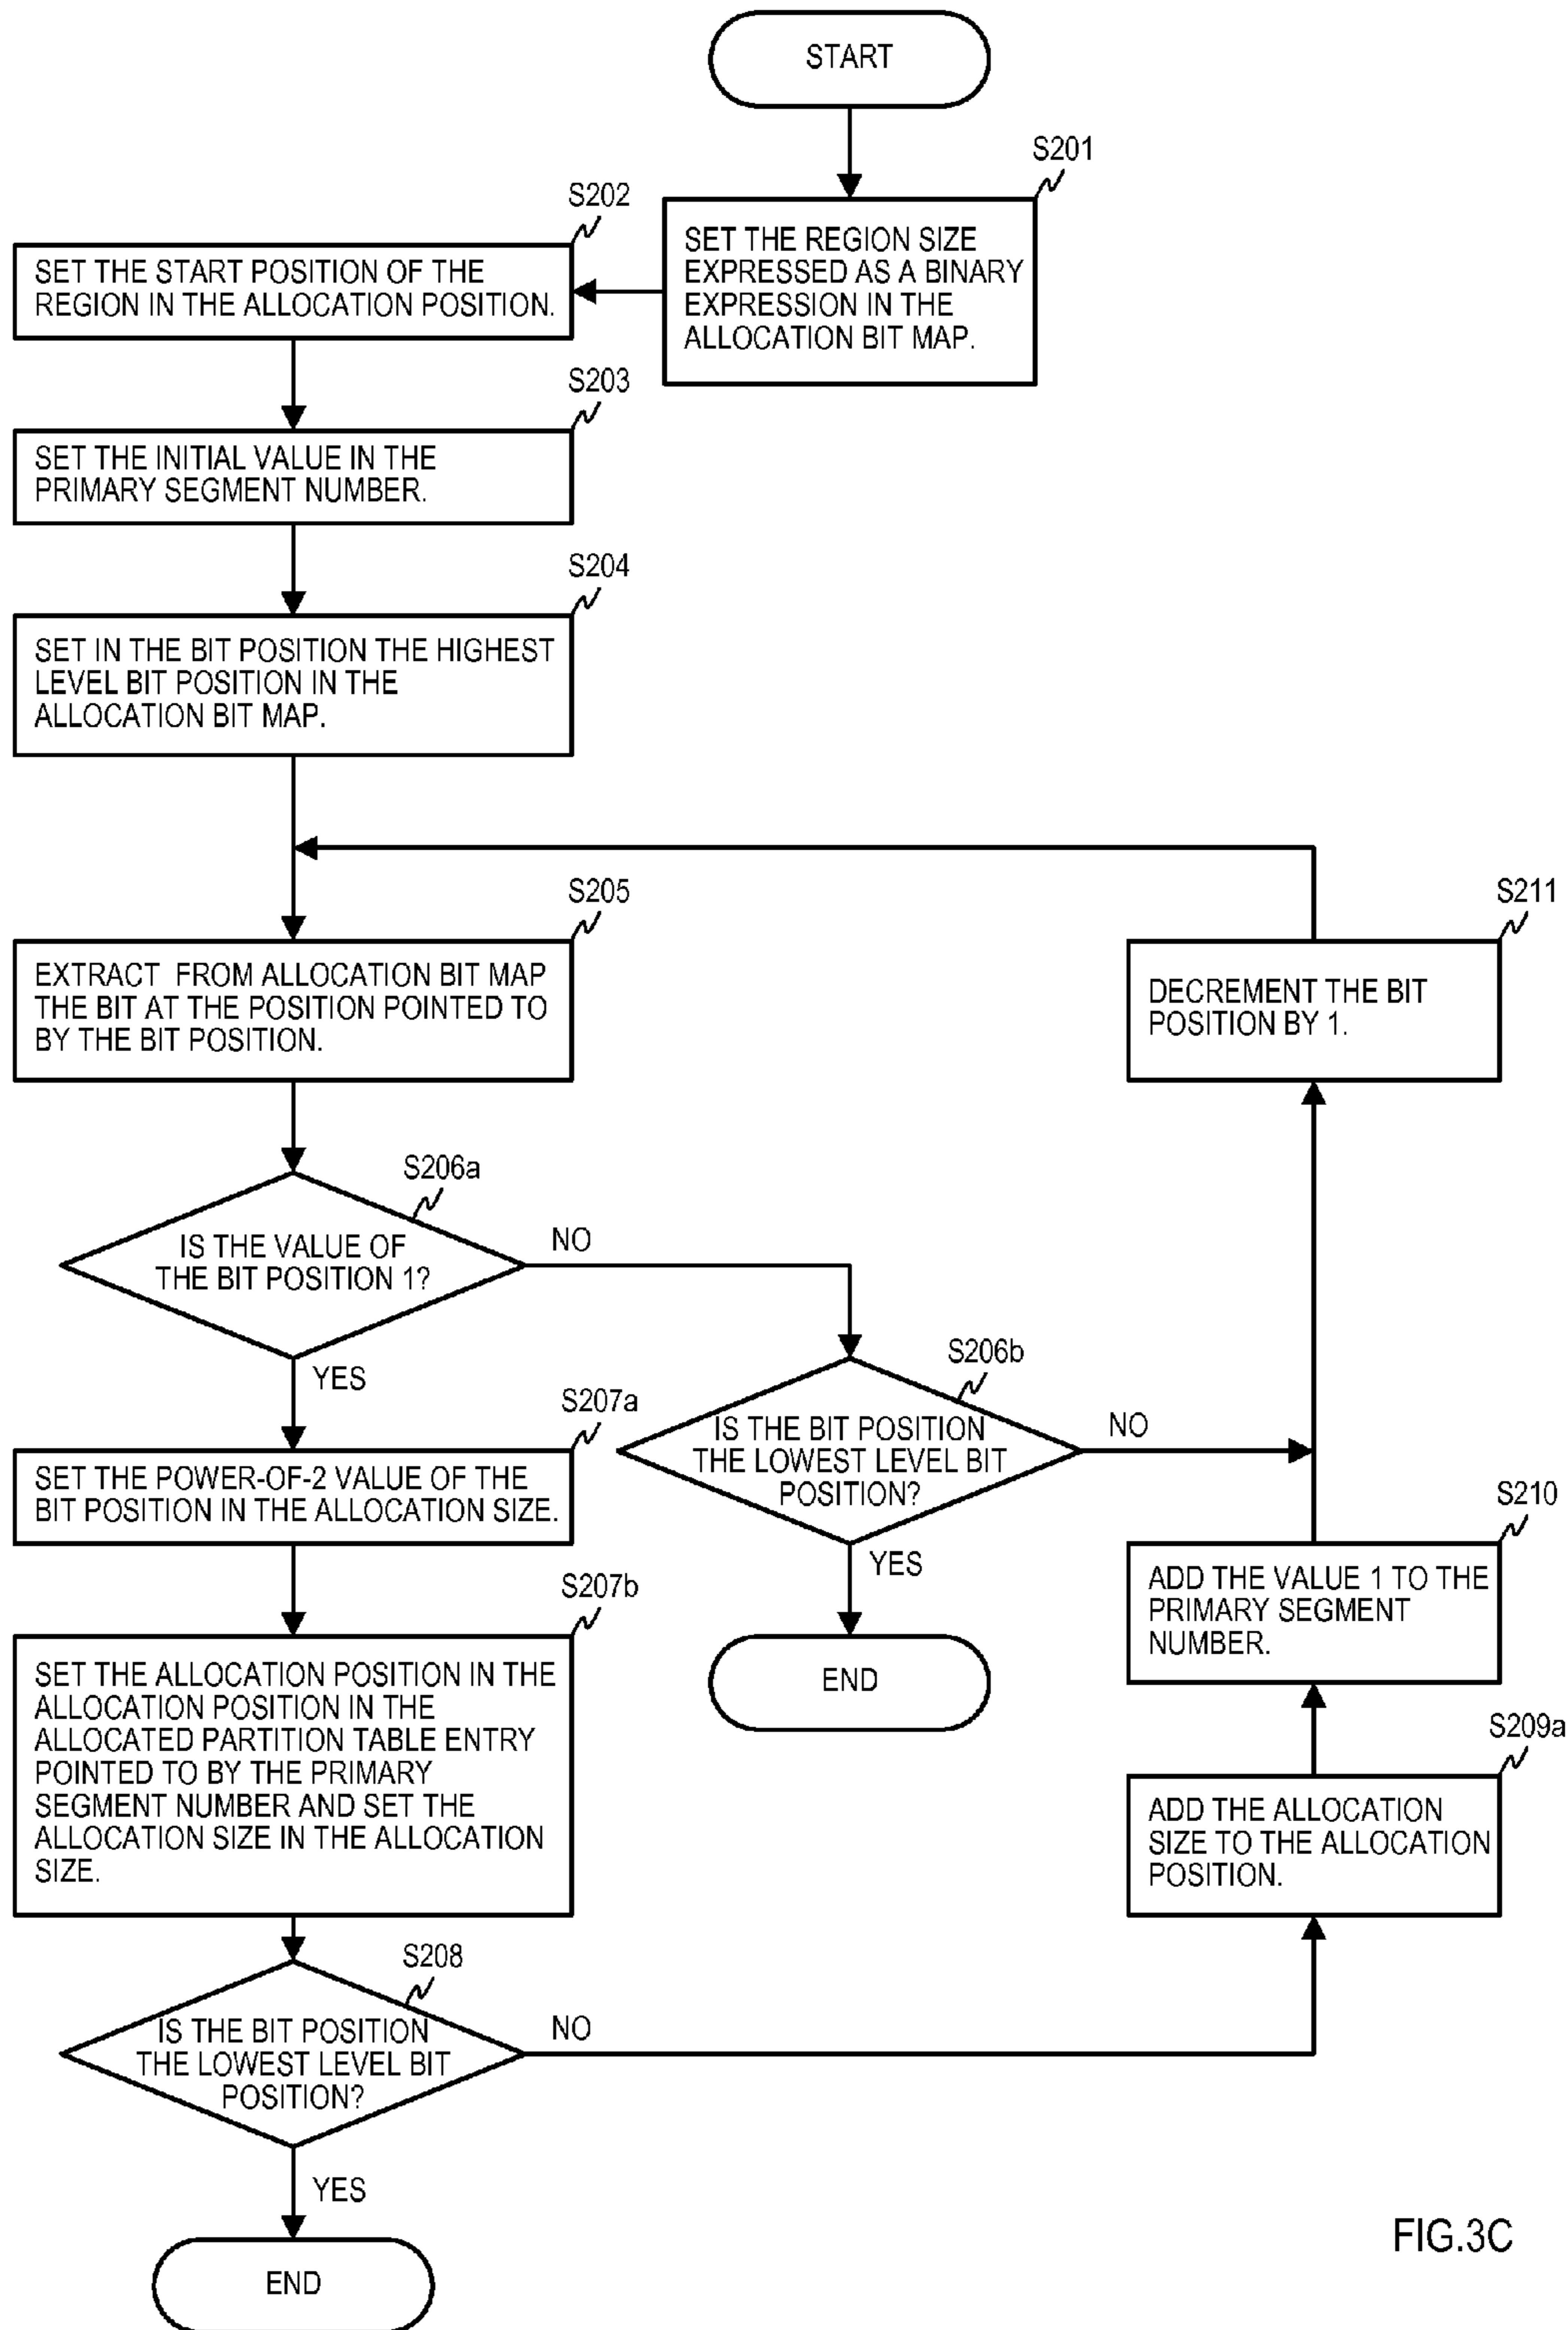 START
S201
SET THE REGION SIZE
EXPRESSED AS A BINARY
EXPRESSION IN THE
ALLOCATION BIT MAP.
S202
SET THE START POSITION OF THE
REGION IN THE ALLOCATION POSITION.
S203
SET THE INITIAL VALUE IN THE
PRIMARY SEGMENT NUMBER.
S204
SET IN THE BIT POSITION THE HIGHEST
LEVEL BIT POSITION IN THE
ALLOCATION BIT MAP.
S205
EXTRACT FROM ALLOCATION BIT MAP
THE BIT AT THE POSITION POINTED TO
BY THE BIT POSITION.
S211
DECREMENT THE BIT
POSITION BY 1.
S206a
IS THE VALUE OF
THE BIT POSITION 1?
NO
YES
S206b
IS THE BIT POSITION
THE LOWEST LEVEL BIT
POSITION?
NO
YES
END
S207a
SET THE POWER-OF-2 VALUE OF THE
BIT POSITION IN THE ALLOCATION SIZE.
S207b
SET THE ALLOCATION POSITION IN THE
ALLOCATION POSITION IN THE
ALLOCATED PARTITION TABLE ENTRY
POINTED TO BY THE PRIMARY
SEGMENT NUMBER AND SET THE
ALLOCATION SIZE IN THE ALLOCATION
SIZE.
S210
ADD THE VALUE 1 TO THE
PRIMARY SEGMENT
NUMBER.
S209a
ADD THE ALLOCATION
SIZE TO THE ALLOCATION
POSITION.
S208
IS THE BIT POSITION
THE LOWEST LEVEL BIT
POSITION?
NO
YES
END
FIG.3C